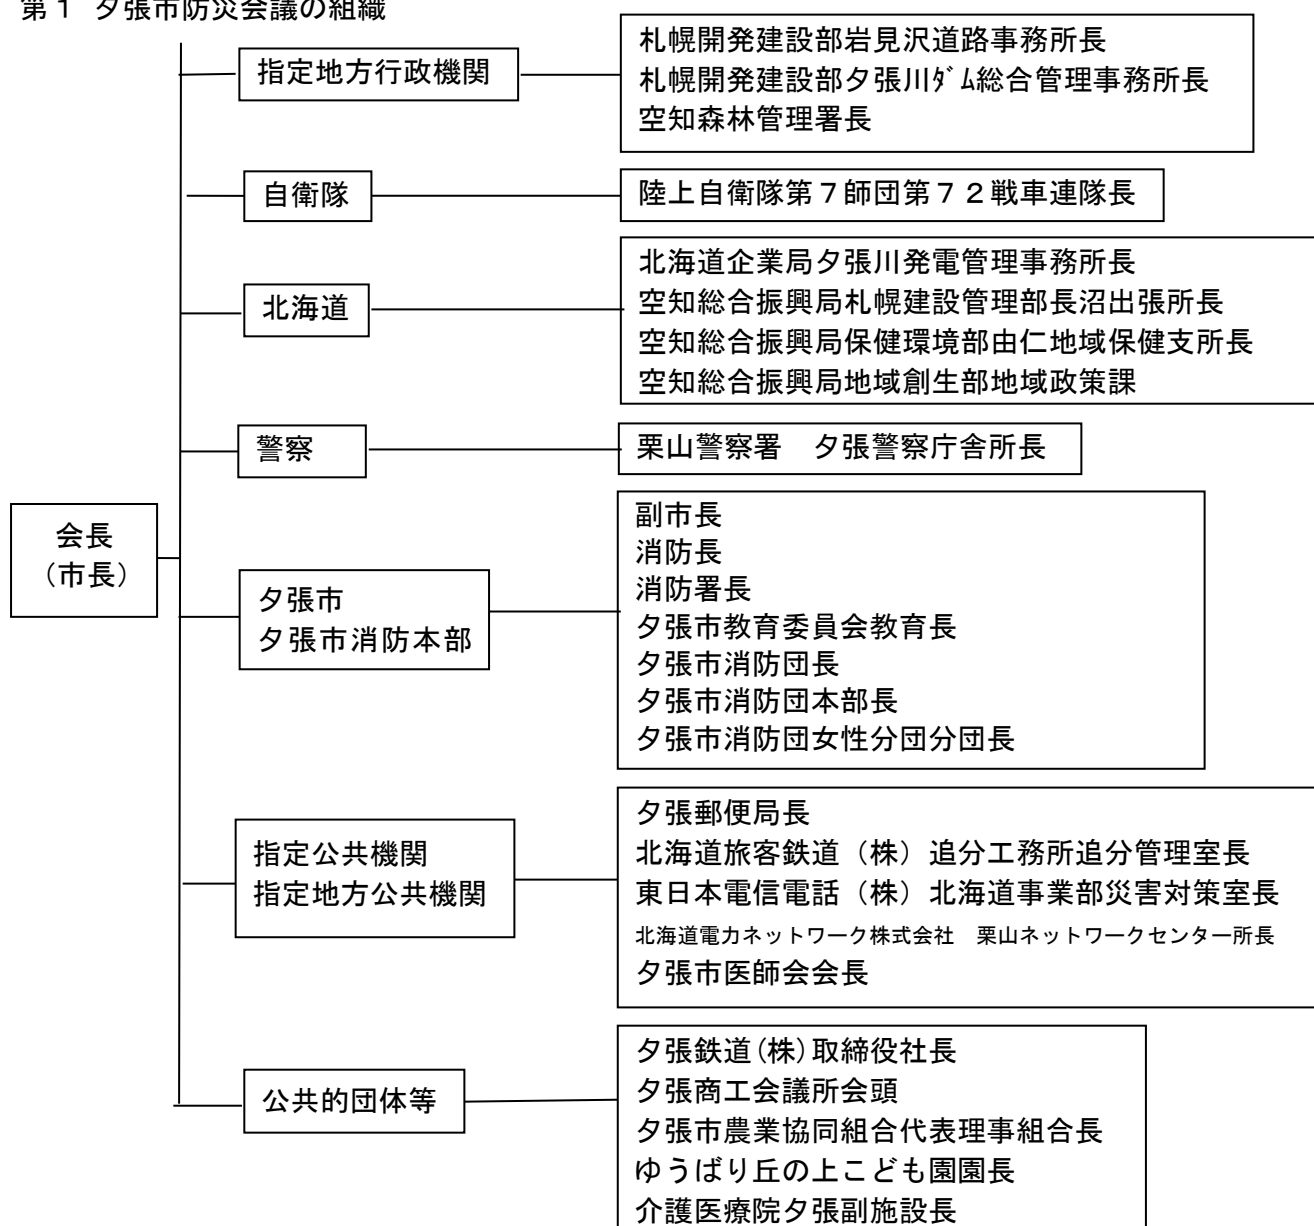 第１ 夕張市防災会議の組織
指定地方行政機関
札幌開発建設部岩見沢道路事務所長
札幌開発建設部夕張川ﾀﾞﾑ総合管理事務所長
空知森林管理署長
自衛隊
陸上自衛隊第７師団第７２戦車連隊長
北海道
北海道企業局夕張川発電管理事務所長
空知総合振興局札幌建設管理部長沼出張所長
空知総合振興局保健環境部由仁地域保健支所長
空知総合振興局地域創生部地域政策課
警察
栗山警察署　夕張警察庁舎所長
会長
（市長）
夕張市
夕張市消防本部
副市長
消防長
消防署長
夕張市教育委員会教育長
夕張市消防団長
夕張市消防団本部長
夕張市消防団女性分団分団長
指定公共機関
指定地方公共機関
夕張郵便局長
北海道旅客鉄道（株）追分工務所追分管理室長
東日本電信電話（株）北海道事業部災害対策室長
北海道電力ネットワーク株式会社　栗山ネットワークセンター所長
夕張市医師会会長
公共的団体等
夕張鉄道(株)取締役社長
夕張商工会議所会頭
夕張市農業協同組合代表理事組合長
ゆうばり丘の上こども園園長
介護医療院夕張副施設長